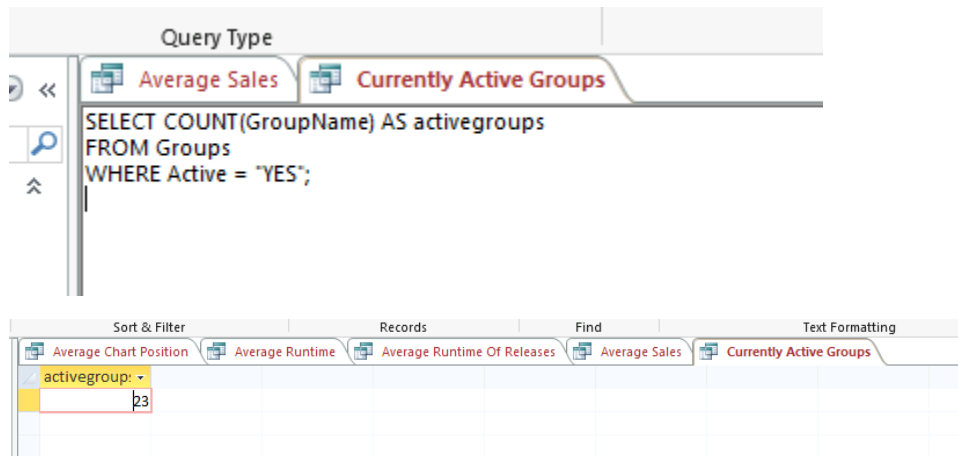 Query Type
Average Sales Currently Active Groups
SELECT COUNT(GroupName) AS activegroups
FROM Groups
WHERE Active = "YES";
Sort & Filter Records Find Text Formatting
Average Chart Position Average Runtime Average Runtime Of Releases Average Sales Currently Active Groups
activegroup:
23